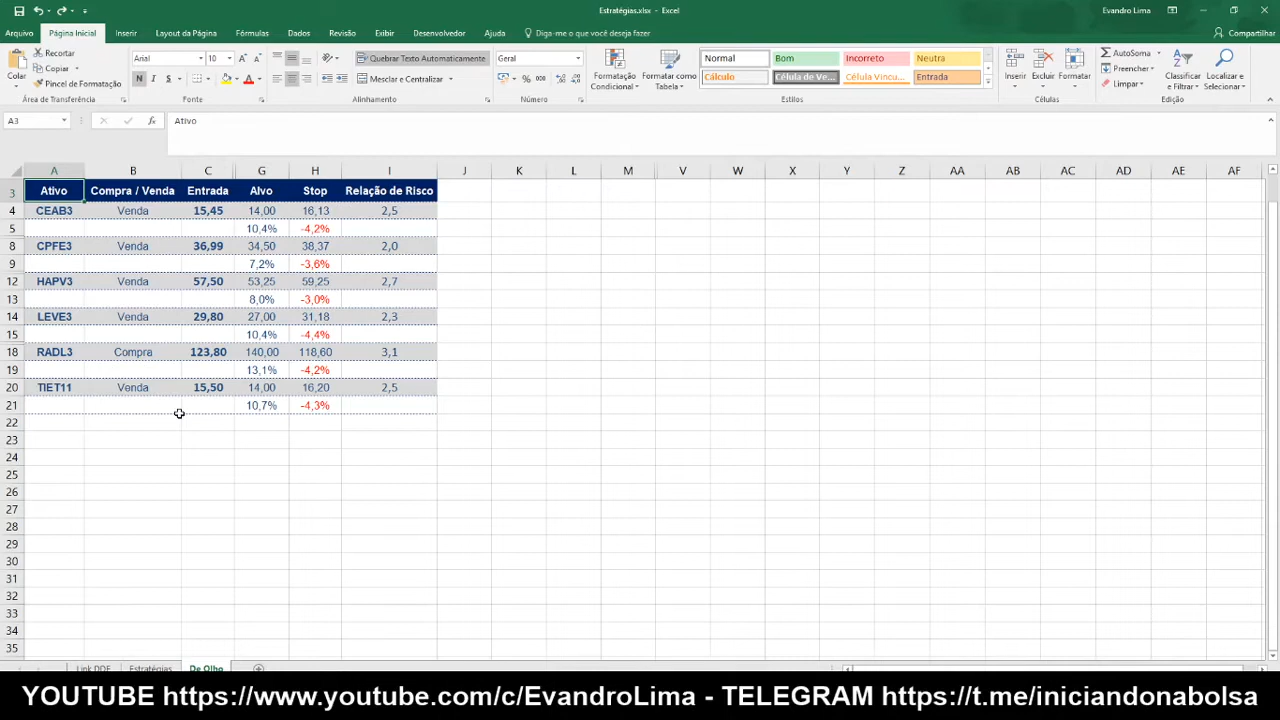 Estratégias.xlsx - Excel
Evandro Lima
Arquivo Página Inicial Inserir Layout da Página Fórmulas Dados Revisão Exibir Desenvolvedor Ajuda Diga-me o que você deseja fazer Compartilhar
Colar
Recortar
Copiar
Pincel de Formatação
Área de Transferência
Arial 10
N I S
Fonte
Quebrar Texto Automaticamente
Mesclar e Centralizar
Alinhamento
Geral
% 000
Número
Formatação Condicional
Formatar como Tabela
Normal Bom Incorreto Neutra
Cálculo Célula de Ve... Célula Vincu... Entrada
Estilos
Inserir Excluir Formatar
Células
AutoSoma
Preencher
Limpar
Classificar e Filtrar
Localizar e Selecionar
Edição
A3 fx Ativo
A B C G H I J K L M V W X Y Z AA AB AC AD AE AF
3 Ativo Compra / Venda Entrada Alvo Stop Relação de Risco
4 CEAB3 Venda 15,45 14,00 16,13 2,5
5 10,4% -4,2%
8 CPFE3 Venda 36,99 34,50 38,37 2,0
9 7,2% -3,6%
12 HAPV3 Venda 57,50 53,25 59,25 2,7
13 8,0% -3,0%
14 LEVE3 Venda 29,80 27,00 31,18 2,3
15 10,4% -4,4%
18 RADL3 Compra 123,80 140,00 118,60 3,1
19 13,1% -4,2%
20 TIET11 Venda 15,50 14,00 16,20 2,5
21 10,7% -4,3%
22
23
24
25
26
27
28
29
30
31
32
33
34
35
Link DDE Estratégias De Olho
YOUTUBE https://www.youtube.com/c/EvandroLima - TELEGRAM https://t.me/iniciandonabolsa